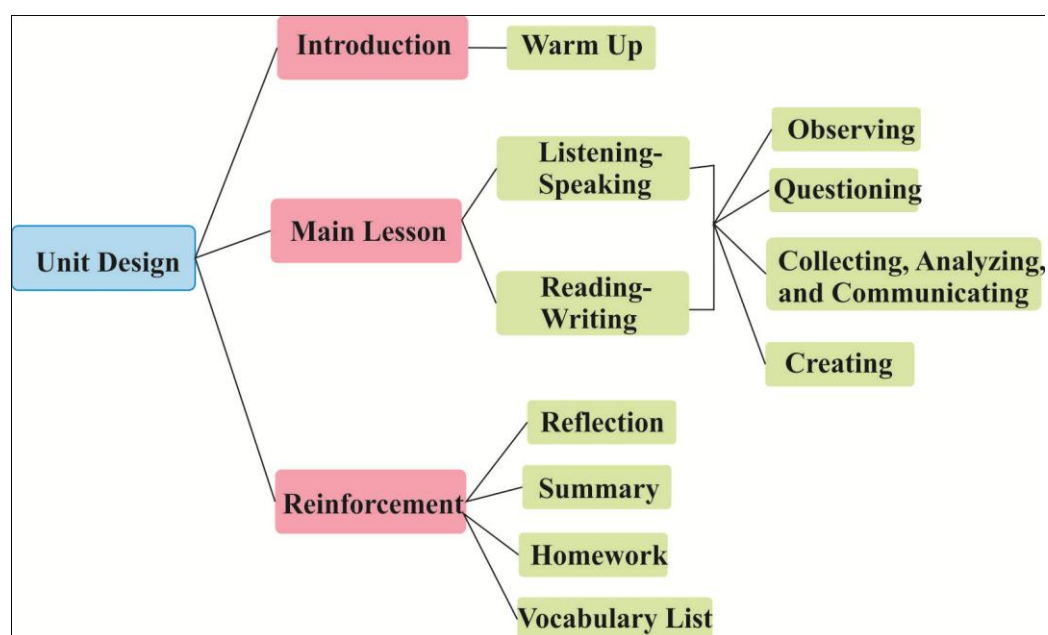 Unit Design
Introduction
Warm Up
Main Lesson
Listening-
Speaking
Reading-
Writing
Observing
Questioning
Collecting, Analyzing,
and Communicating
Creating
Reinforcement
Reflection
Summary
Homework
Vocabulary List